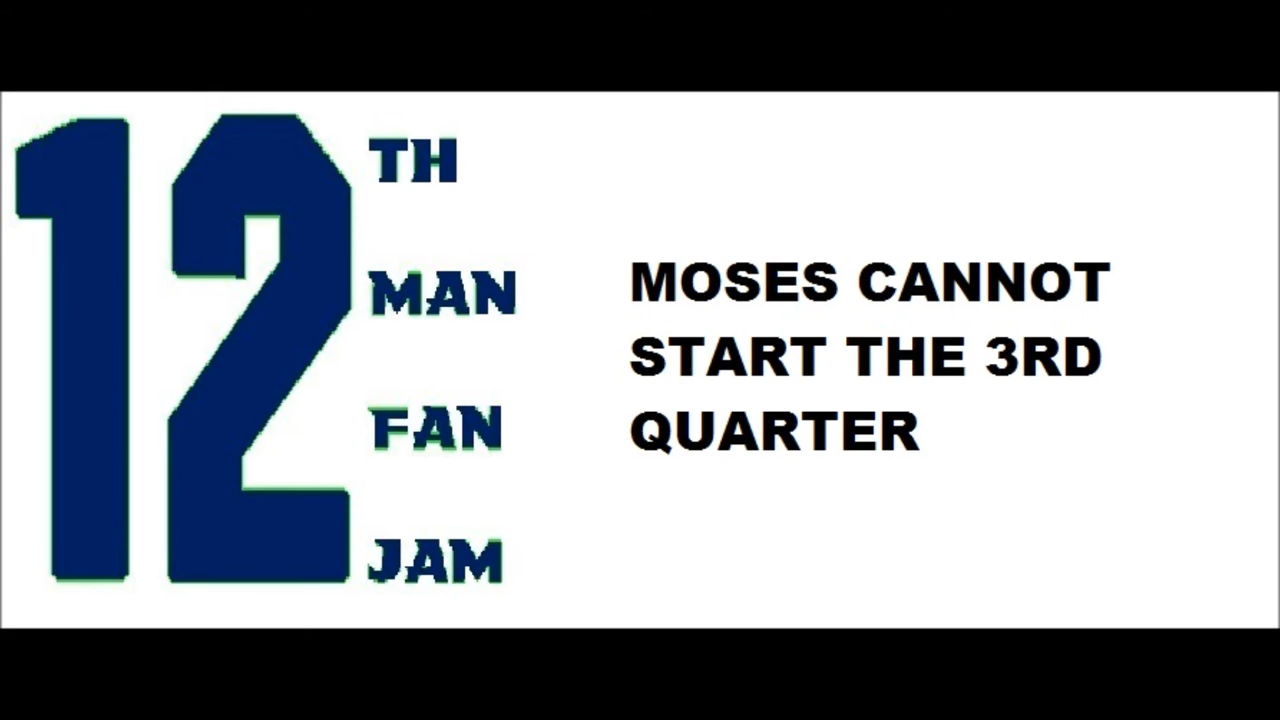 12
TH
MAN
FAN
JAM
MOSES CANNOT
START THE 3RD
QUARTER